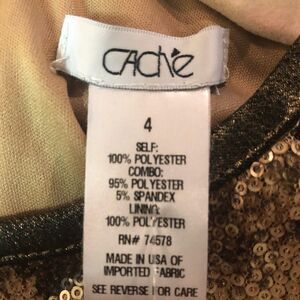 CAChé
4
SELF:
100% POLYESTER
COMBO:
95% POLYESTER
5% SPANDEX
LINING:
100% POLYESTER
RN# 74578
MADE IN USA OF
IMPORTED FABRIC
SEE REVERSE FOR CARE